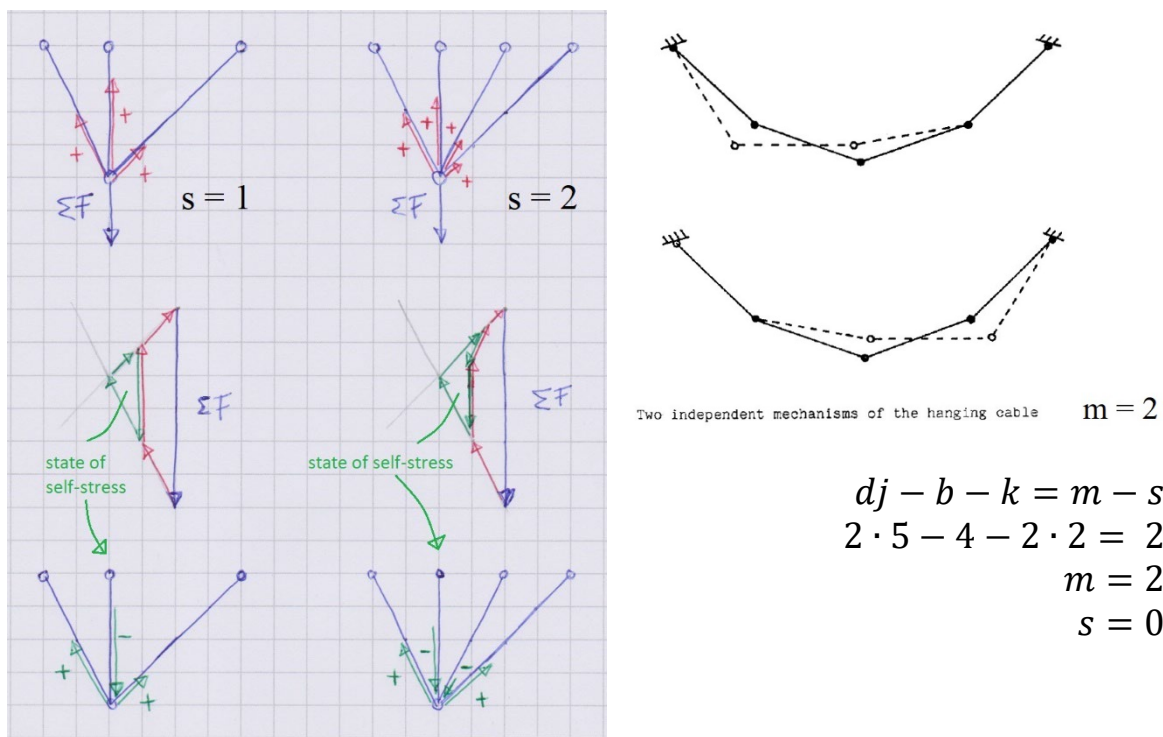 +
+
+
ΣF
s = 1
+
+
+
+
ΣF
s = 2
ΣF
state of
self-stress
ΣF
state of self-stress
+
-
+
+
-
-
+
Two independent mechanisms of the hanging cable
m = 2
dj − b − k = m − s
2 · 5 − 4 − 2 · 2 = 2
m = 2
s = 0